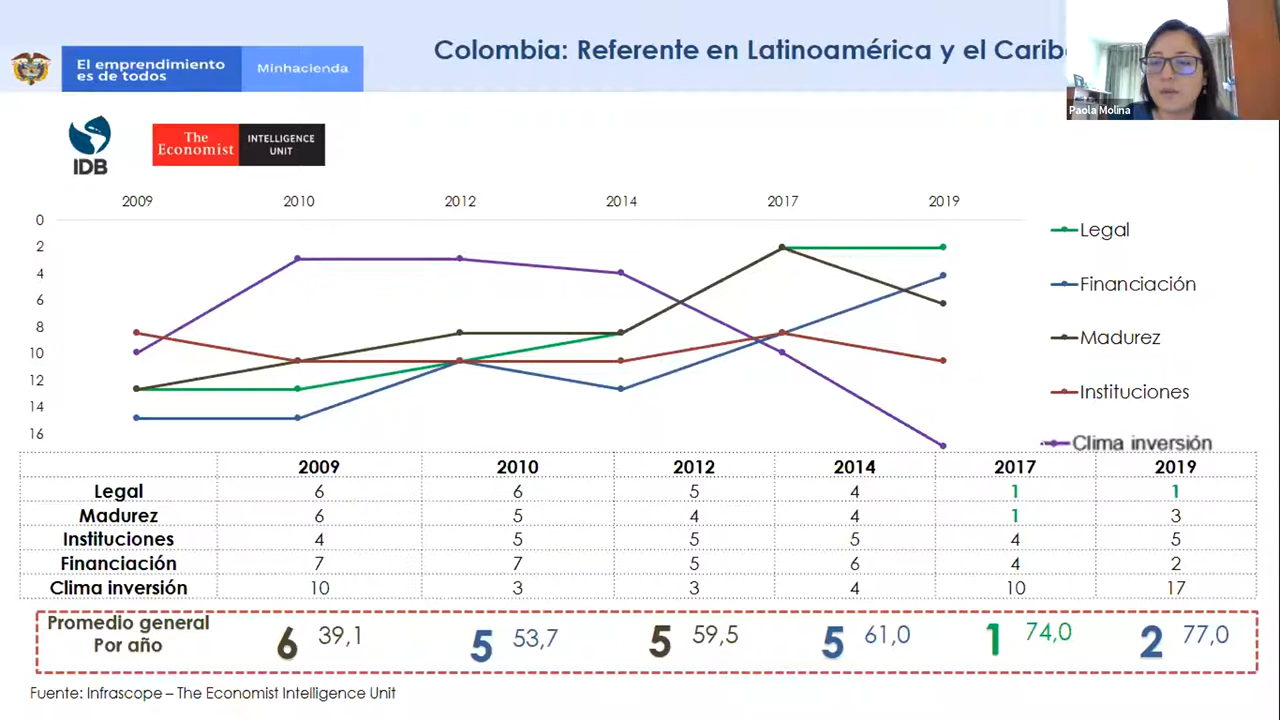 El emprendimiento
es de todos
Minhacienda
Colombia: Referente en Latinoamérica y el Carib
Paola Molina
IDB
The
Economist
INTELLIGENCE
UNIT
2009 2010 2012 2014 2017 2019
0
2
4
6
8
10
12
14
16
Legal
Financiación
Madurez
Instituciones
Clima inversión
2009 2010 2012 2014 2017 2019
Legal 6 6 5 4 1 1
Madurez 6 5 4 4 1 3
Instituciones 4 5 5 5 4 5
Financiación 7 7 5 6 4 2
Clima inversión 10 3 3 4 10 17
Promedio general
Por año
6 39,1 5 53,7 5 59,5 5 61,0 1 74,0 2 77,0
Fuente: Infrascope – The Economist Intelligence Unit